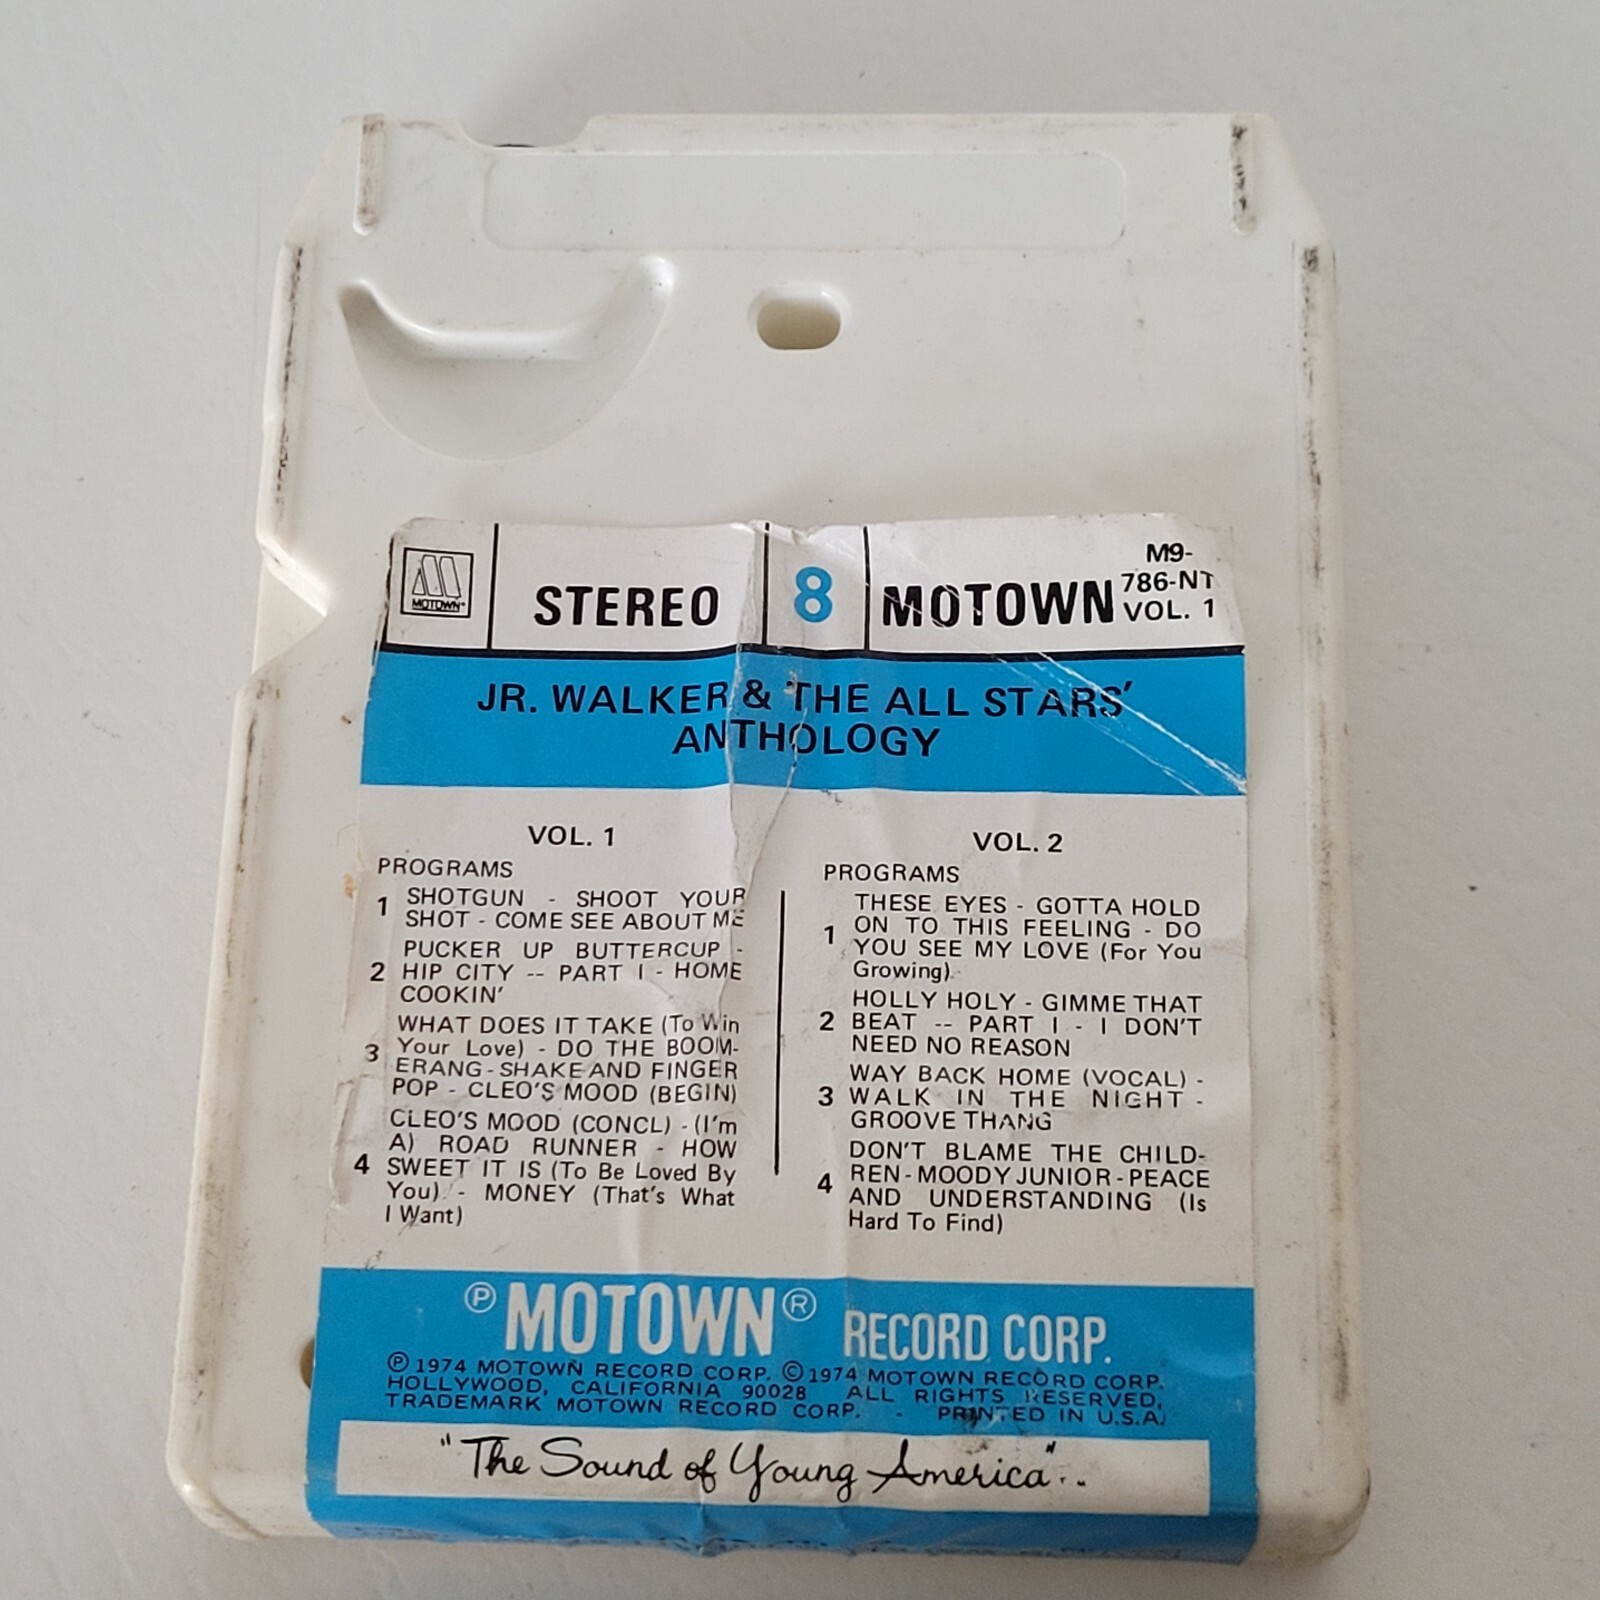 MOTOWN®
STEREO
8
MOTOWN
M9-
786-NT
VOL. 1
JR. WALKER & THE ALL STARS'
ANTHOLOGY
VOL. 1
PROGRAMS
1
SHOTGUN - SHOOT YOUR
SHOT - COME SEE ABOUT ME
2
PUCKER UP BUTTERCUP -
HIP CITY -- PART I - HOME
COOKIN'
3
WHAT DOES IT TAKE (To Win
Your Love) - DO THE BOOM-
ERANG - SHAKE AND FINGER
POP - CLEO'S MOOD (BEGIN)
4
CLEO'S MOOD (CONCL) - (I'm
A) ROAD RUNNER - HOW
SWEET IT IS (To Be Loved By
You) - MONEY (That's What
I Want)
VOL. 2
PROGRAMS
1
THESE EYES - GOTTA HOLD
ON TO THIS FEELING - DO
YOU SEE MY LOVE (For You
Growing)
2
HOLLY HOLY - GIMME THAT
BEAT -- PART I - I DON'T
NEED NO REASON
3
WAY BACK HOME (VOCAL) -
WALK IN THE NIGHT -
GROOVE THANG
4
DON'T BLAME THE CHILD-
REN - MOODY JUNIOR - PEACE
AND UNDERSTANDING (Is
Hard To Find)
℗ MOTOWN® RECORD CORP.
℗ 1974 MOTOWN RECORD CORP. © 1974 MOTOWN RECORD CORP.
HOLLYWOOD, CALIFORNIA 90028 ALL RIGHTS RESERVED,
TRADEMARK MOTOWN RECORD CORP. - PRINTED IN U.S.A.
"The Sound of Young America"..